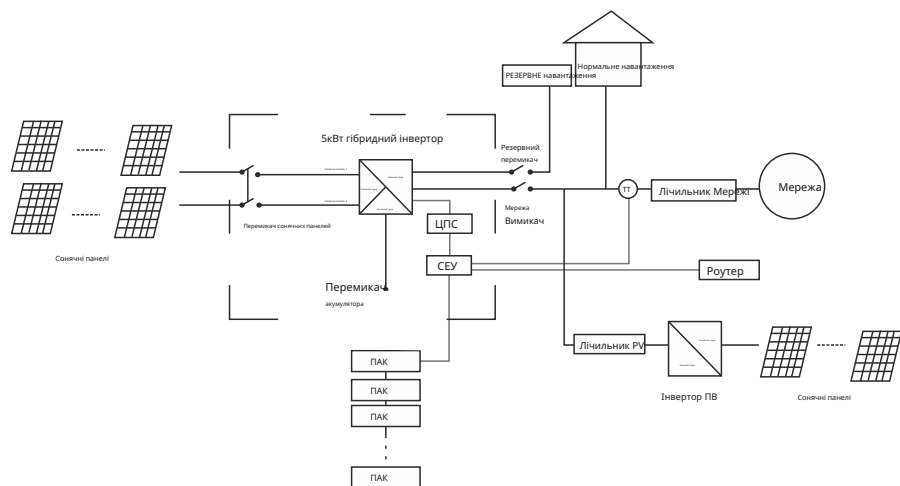 Нормальне навантаження
РЕЗЕРВНЕ навантаження
5кВт гібридний інвертор
Резервний
перемикач
ТТ
Лічильник Мережі
Мережа
Мережа
Вимикач
Перемикач сонячних панелей
ЦПС
Сонячні панелі
СЕУ
Роутер
Перемикач
акумулятора
Лічильник PV
ПАК
ПАК
Інвертор ПВ
Сонячні панелі
ПАК
ПАК